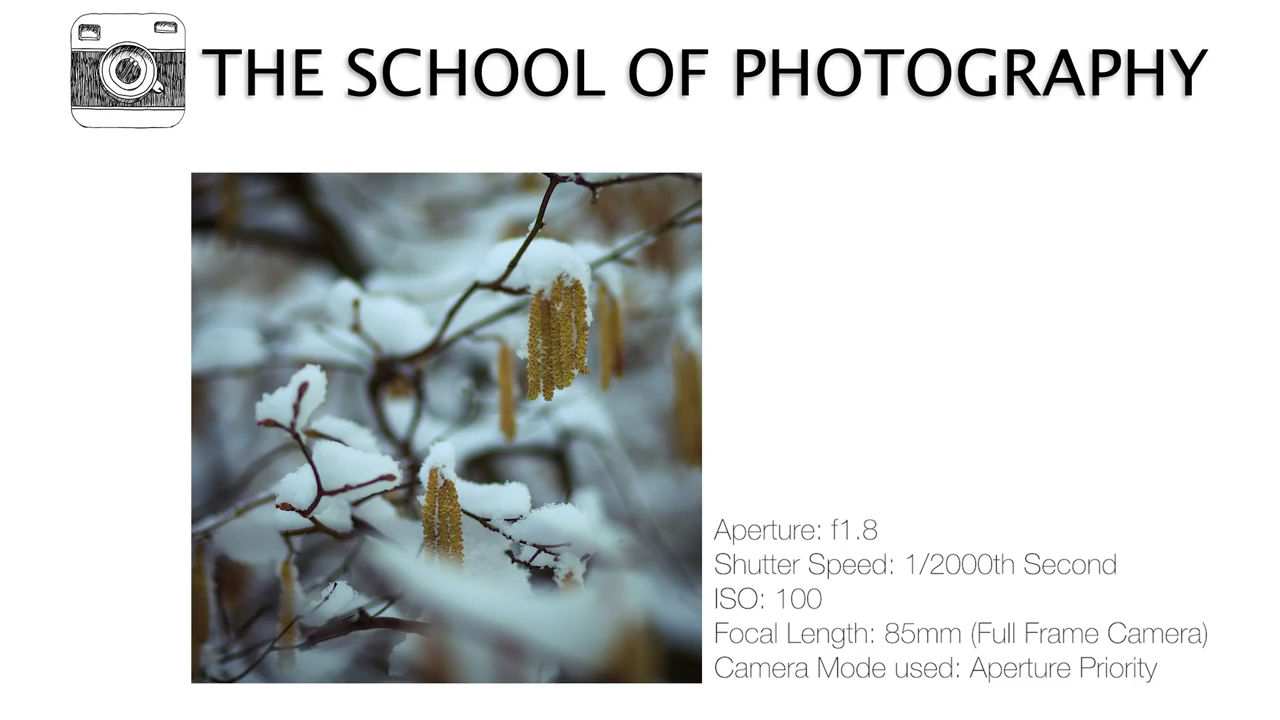 THE SCHOOL OF PHOTOGRAPHY
Aperture: f1.8
Shutter Speed: 1/2000th Second
ISO: 100
Focal Length: 85mm (Full Frame Camera)
Camera Mode used: Aperture Priority